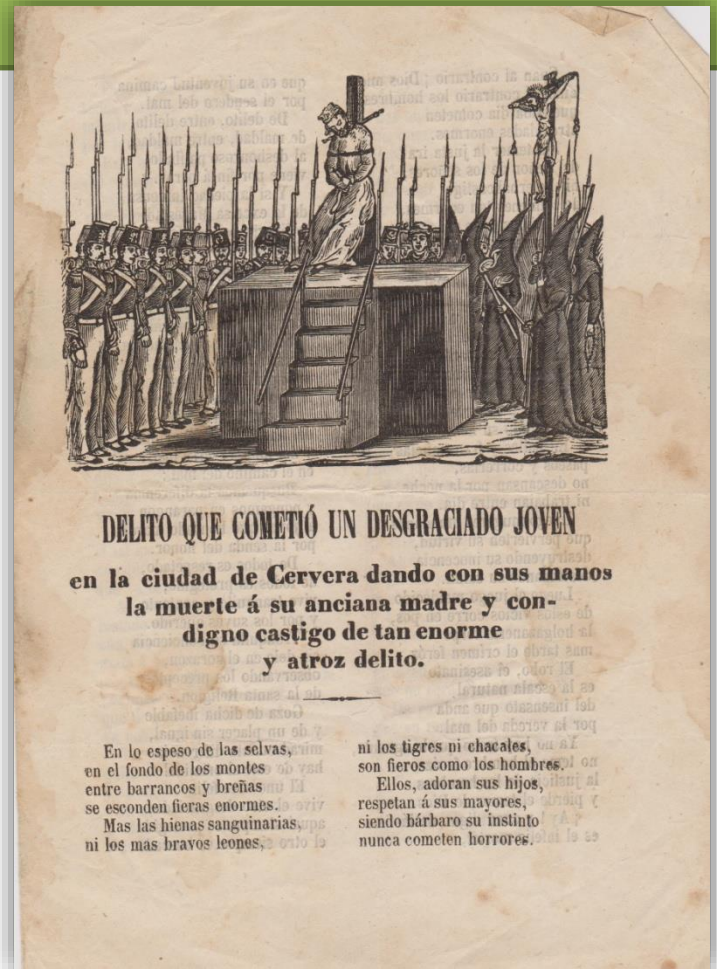 DELITO QUE COMETIÓ UN DESGRACIADO JOVEN
en la ciudad de Cervera dando con sus manos
la muerte á su anciana madre y con-
digno castigo de tan enorme
y atroz delito.
En lo espeso de las selvas,
en el fondo de los montes
entre barrancos y breñas
se esconden fieras enormes.
Mas las hienas sanguinarias,
ni los mas bravos leones,
ni los tigres ni chacales,
son fieros como los hombres.
Ellos, adoran sus hijos,
respetan á sus mayores,
siendo bárbaro su instinto
nunca cometen horrores.